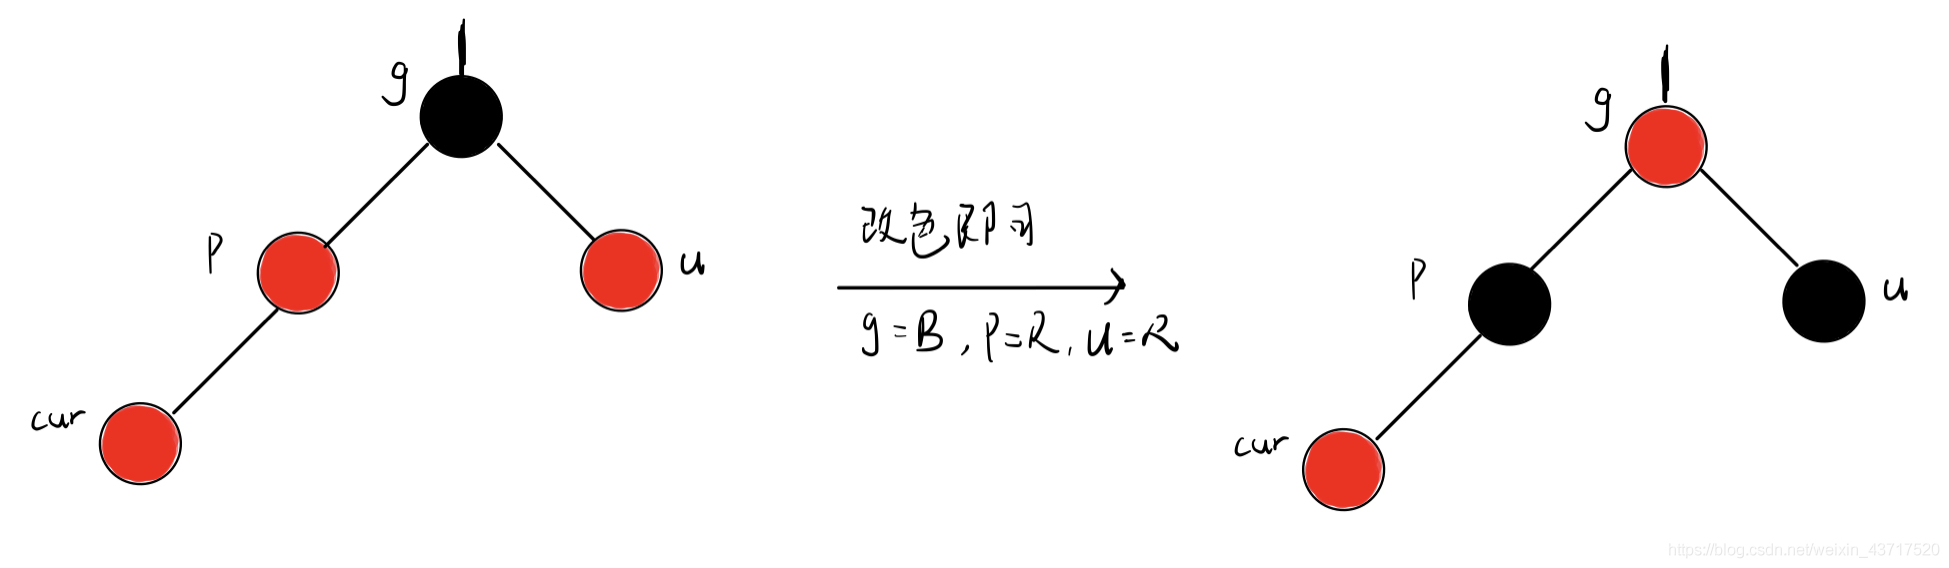 g
g
改色即可
P
u
P
u
g=B,P=R,u=R
cur
cur
https://blog.csdn.net/weixin_43717520